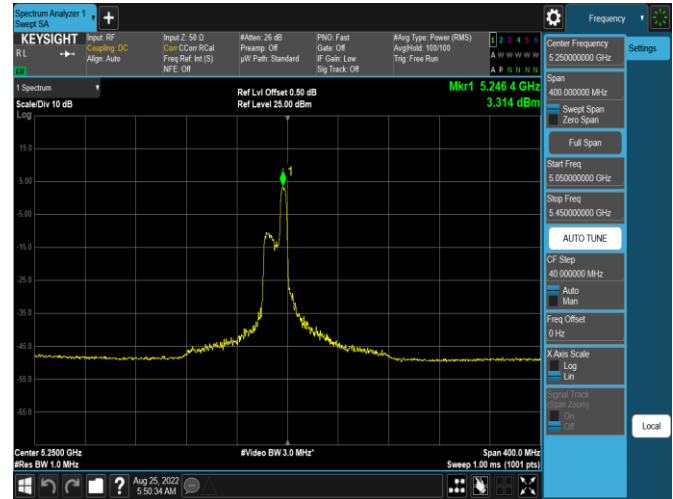 Spectrum Analyzer 1
Swept SA
Frequency
KEYSIGHT
RL
Input: RF
Coupling: DC
Align: Auto
Input Z: 50 Ω
Corr CCorr RCal
Freq Ref: Int (S)
NFE: Off
#Atten: 26 dB
Preamp: Off
µW Path: Standard
PNO: Fast
Gate: Off
IF Gain: Low
Sig Track: Off
#Avg Type: Power (RMS)
Avg|Hold: 100/100
Trig: Free Run
1 2 3 4 5 6
A W W W W W
A P N N N N
1 Spectrum
Scale/Div 10 dB
Log
Ref Lvl Offset 0.50 dB
Ref Level 25.00 dBm
Mkr1 5.246 4 GHz
3.314 dBm
15.0
5.00
-5.00
-15.0
-25.0
-35.0
-45.0
-55.0
-65.0
1
Center 5.2500 GHz
#Res BW 1.0 MHz
#Video BW 3.0 MHz*
Span 400.0 MHz
Sweep 1.00 ms (1001 pts)
Center Frequency
5.250000000 GHz
Settings
Span
400.000000 MHz
Swept Span
Zero Span
Full Span
Start Freq
5.050000000 GHz
Stop Freq
5.450000000 GHz
AUTO TUNE
CF Step
40.000000 MHz
Auto
Man
Freq Offset
0 Hz
X Axis Scale
Log
Lin
Signal Track
(Span Zoom)
On
Off
Local
Aug 25, 2022
5:50:34 AM